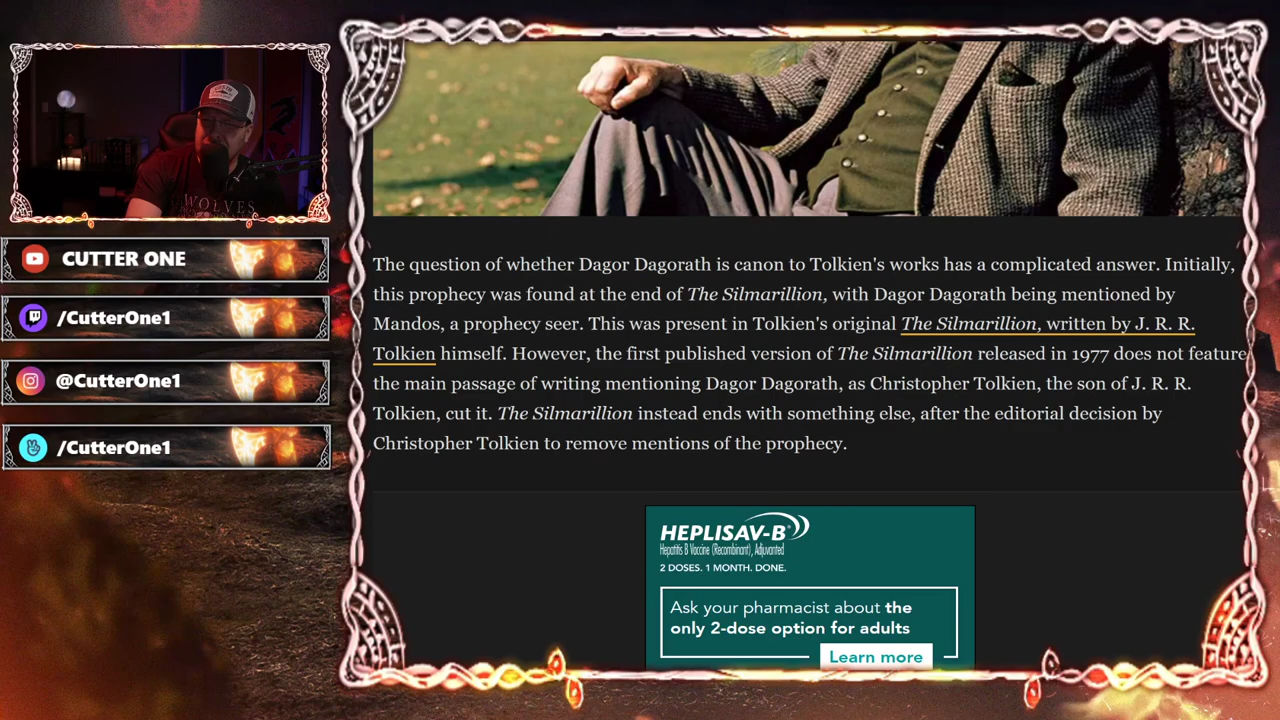 WOLVES
CUTTER ONE
/CutterOne1
@CutterOne1
/CutterOne1
The question of whether Dagor Dagorath is canon to Tolkien's works has a complicated answer. Initially,
this prophecy was found at the end of The Silmarillion, with Dagor Dagorath being mentioned by
Mandos, a prophecy seer. This was present in Tolkien's original The Silmarillion, written by J. R. R.
Tolkien himself. However, the first published version of The Silmarillion released in 1977 does not feature
the main passage of writing mentioning Dagor Dagorath, as Christopher Tolkien, the son of J. R. R.
Tolkien, cut it. The Silmarillion instead ends with something else, after the editorial decision by
Christopher Tolkien to remove mentions of the prophecy.
HEPLISAV-B®
Hepatitis B Vaccine (Recombinant), Adjuvanted
2 DOSES. 1 MONTH. DONE.
Ask your pharmacist about the
only 2-dose option for adults
Learn more